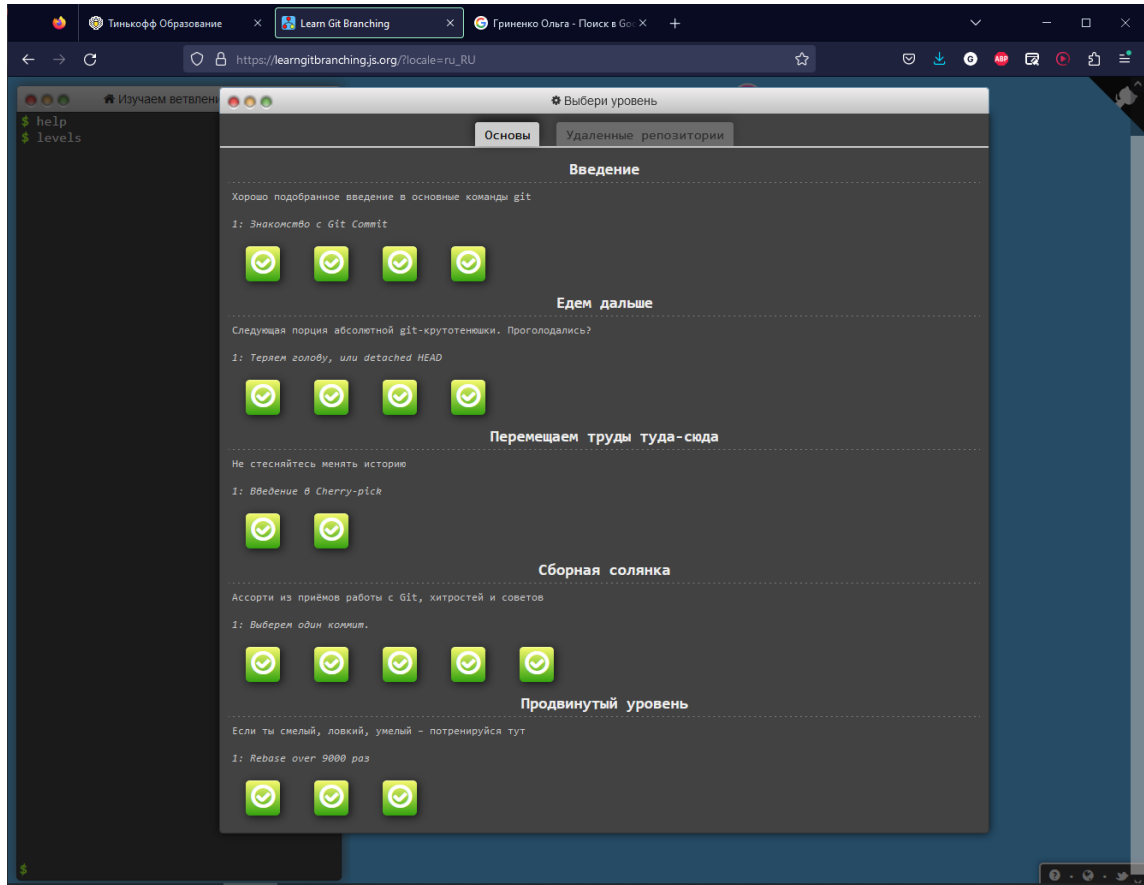 Тинькофф Образование
Learn Git Branching
Гриненко Ольга - Поиск в Goo
https://learngitbranching.js.org/?locale=ru_RU
G
ABP
Изучаем ветвлени
Выбери уровень
$ help
$ levels
Основы
Удаленные репозитории
Введение
Хорошо подобранное введение в основные команды git
1: Знакомство с Git Commit
Едем дальше
Следующая порция абсолютной git-крутотенюшки. Проголодались?
1: Теряем голову, или detached HEAD
Перемещаем труды туда-сюда
Не стесняйтесь менять историю
1: Введение в Cherry-pick
Сборная солянка
Ассорти из приёмов работы с Git, хитростей и советов
1: Выберем один коммит.
Продвинутый уровень
Если ты смелый, ловкий, умелый – потренируйся тут
1: Rebase over 9000 раз
$